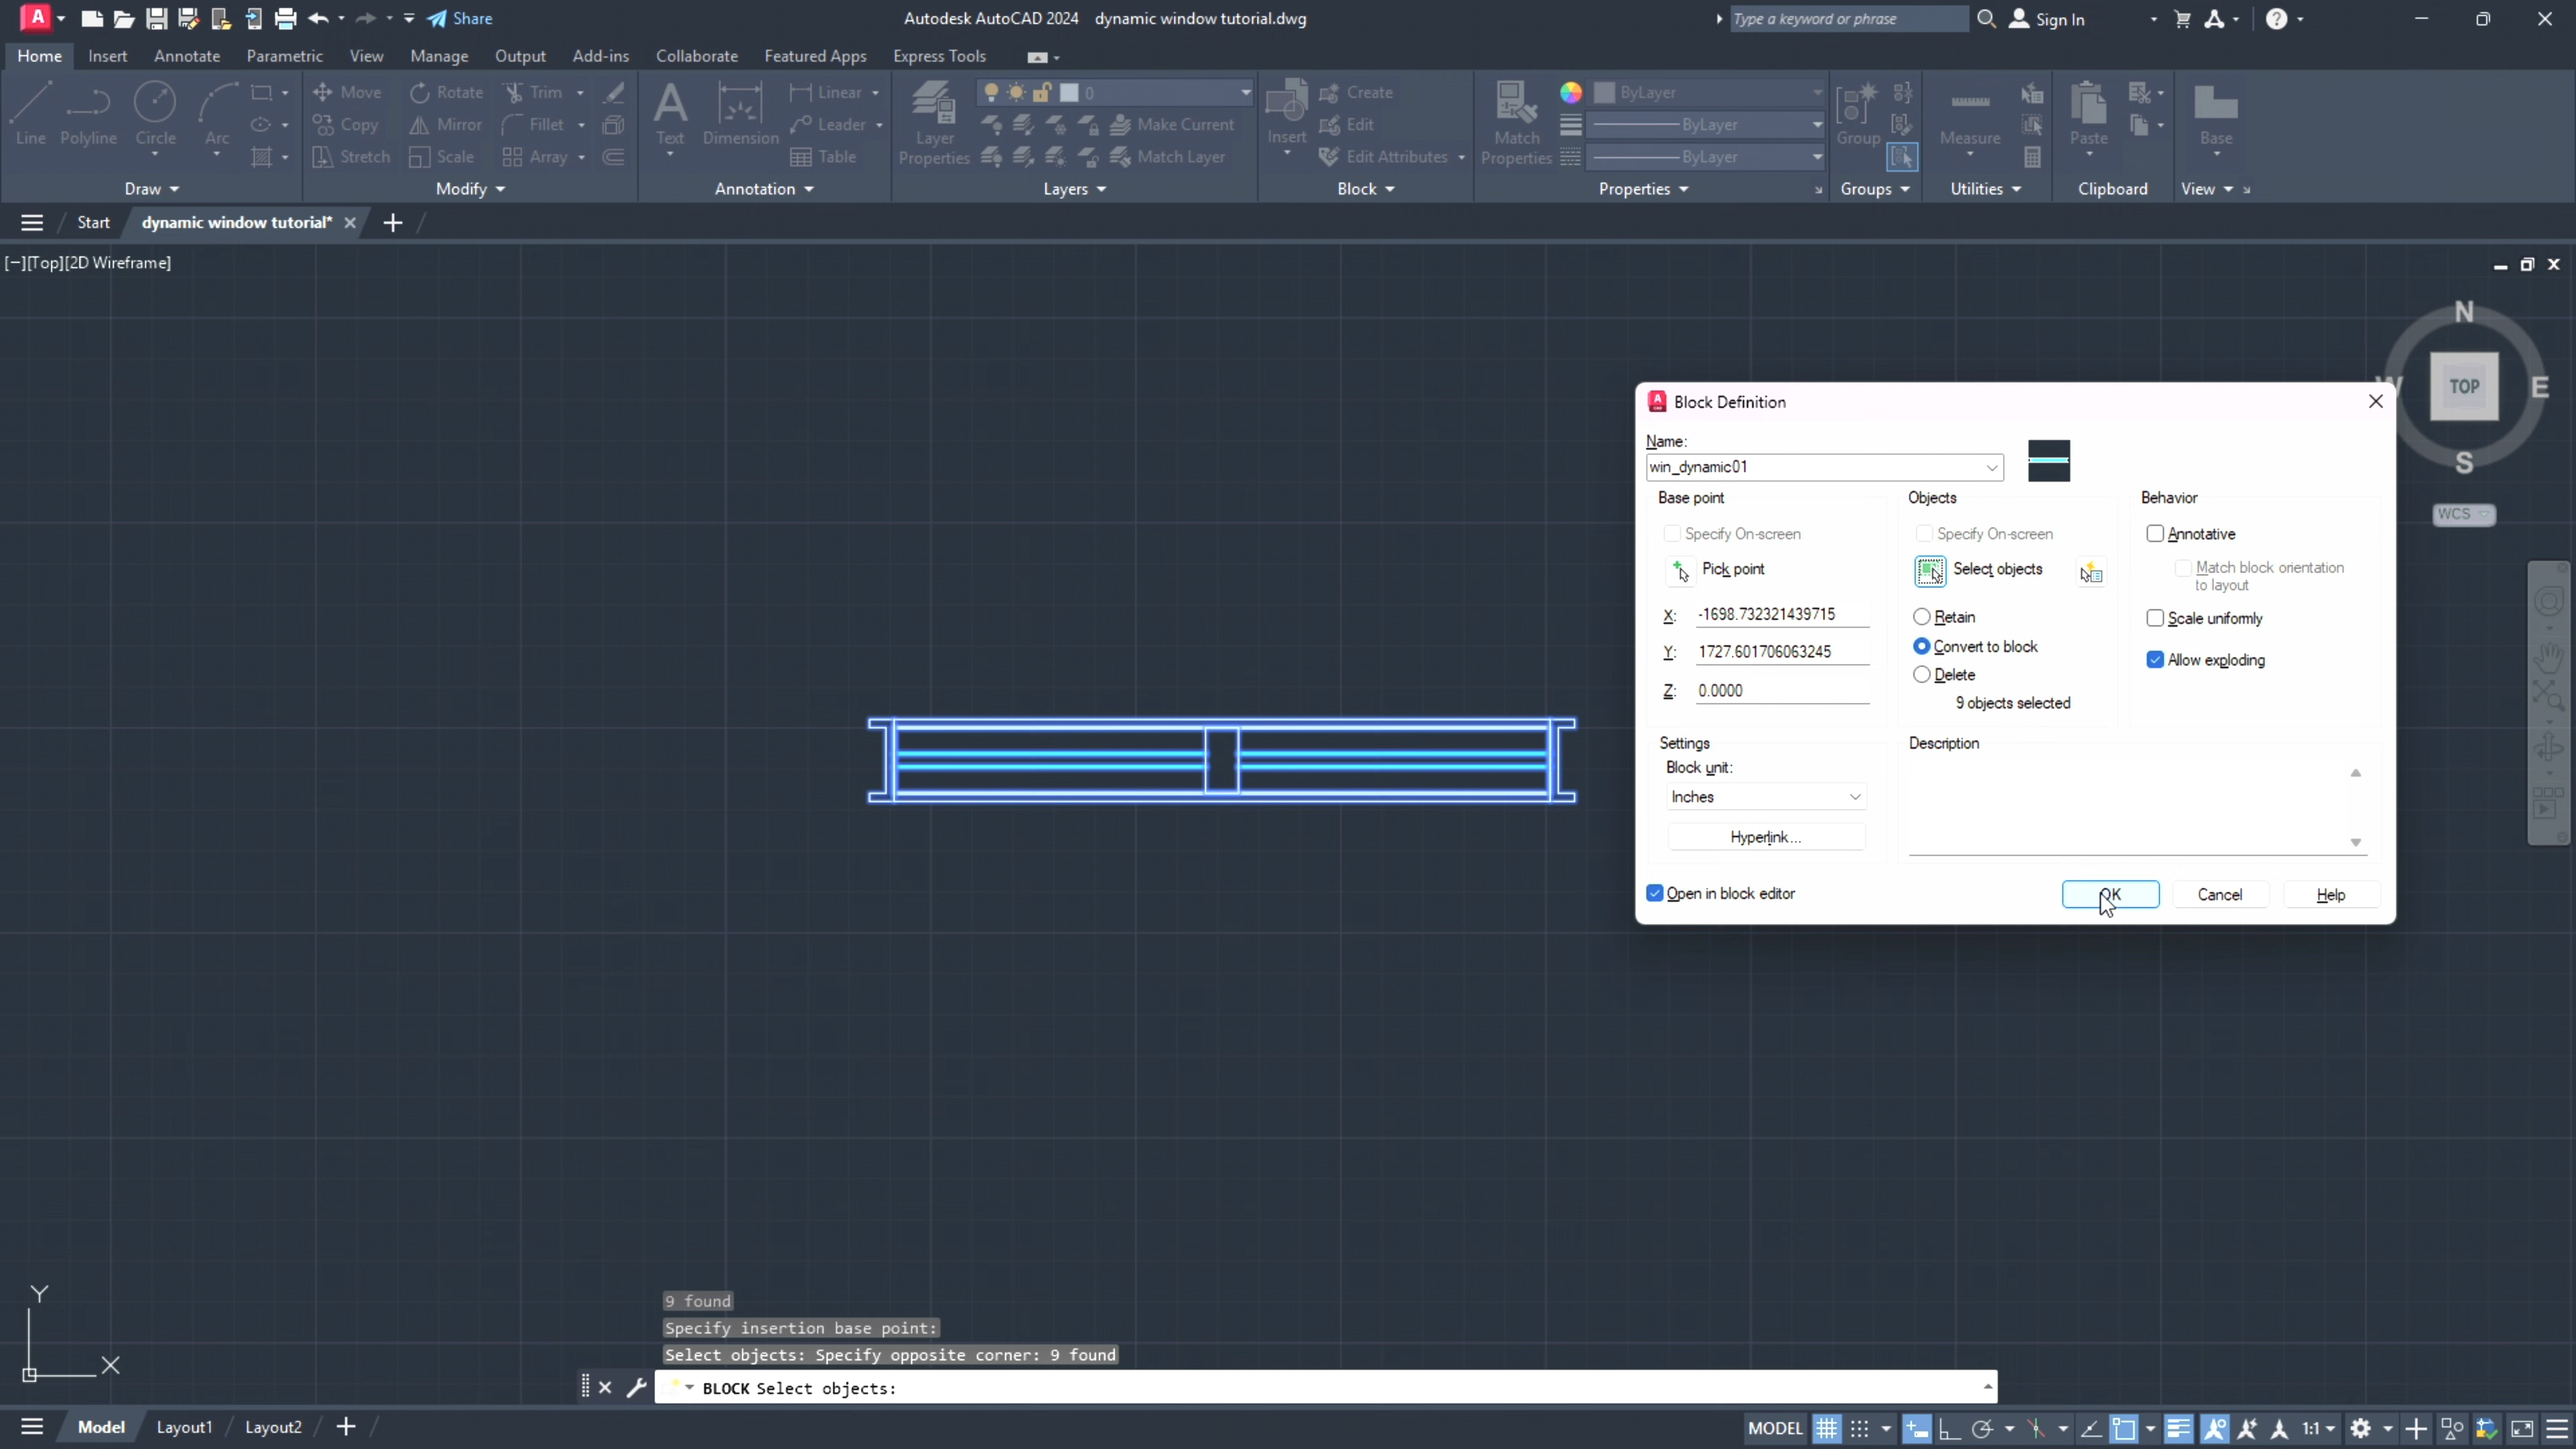 Share Autodesk AutoCAD 2024 dynamic window tutorial.dwg Type a keyword or phrase Sign In
Home Insert Annotate Parametric View Manage Output Add-ins Collaborate Featured Apps Express Tools
Move Rotate Trim Linear 0 Create ByLayer
Copy Mirror Fillet Leader Make Current Edit ByLayer
Line Polyline Circle Arc Text Dimension Layer Properties Insert Match Properties Group Measure Paste Base
Stretch Scale Array Table Match Layer Edit Attributes ByLayer
Draw Modify Annotation Layers Block Properties Groups Utilities Clipboard View
Start dynamic window tutorial*
[−][Top][2D Wireframe]
N
W TOP E
S
WCS
Block Definition
Name:
win_dynamic01
Base point Objects Behavior
Specify On-screen Specify On-screen Annotative
Pick point Select objects Match block orientation
to layout
X: -1698.732321439715 Retain Scale uniformly
Y: 1727.601706063245 Convert to block Allow exploding
Z: 0.0000 Delete
9 objects selected
Settings Description
Block unit:
Inches
Hyperlink...
Open in block editor OK Cancel Help
9 found
Specify insertion base point:
Select objects: Specify opposite corner: 9 found
BLOCK Select objects:
Y
X
Model Layout1 Layout2 MODEL 1:1